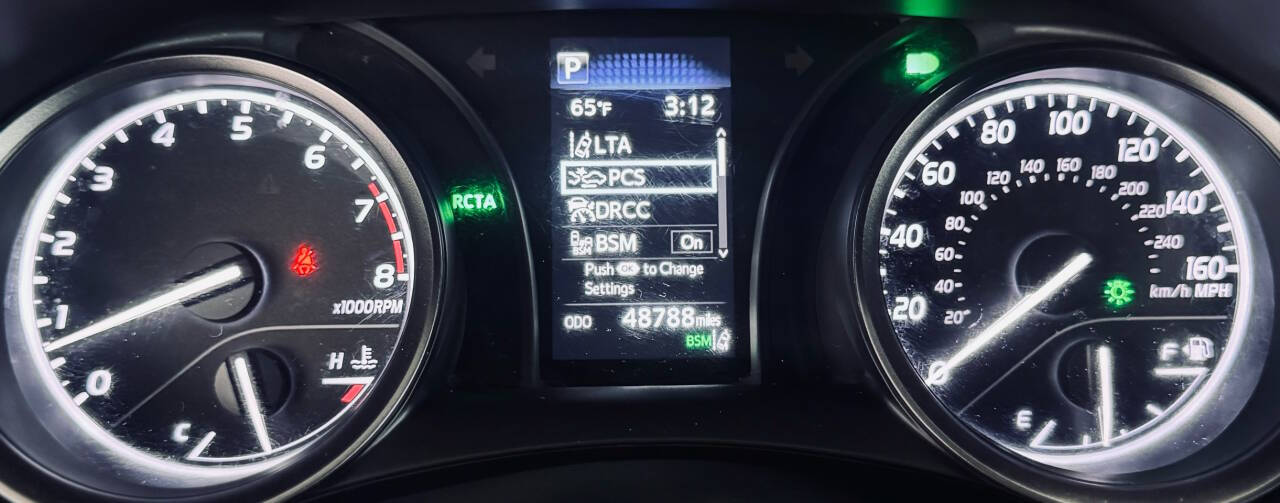 0
1
2
3
4
5
6
7
8
x1000RPM
C
H
RCTA
P
65°F 3:12
LTA
PCS
DRCC
BSM BSM On
Push OK to Change
Settings
ODO 48788 miles
BSM
0
20
40
60
80
100
120
140
160
km/h MPH
20
40
60
80
100
120
140
160
180
200
220
240
E
F